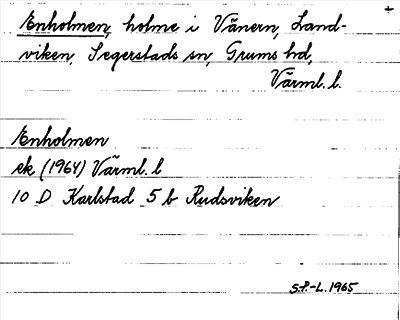 Enholmen, holme i Vänern, Land-
viken, Segerstads sn, Grums hd,
Värml. l.
Enholmen
ek (1964) Värml. l
10 D Karlstad 5 b Rudsviken
S.P.-L. 1965